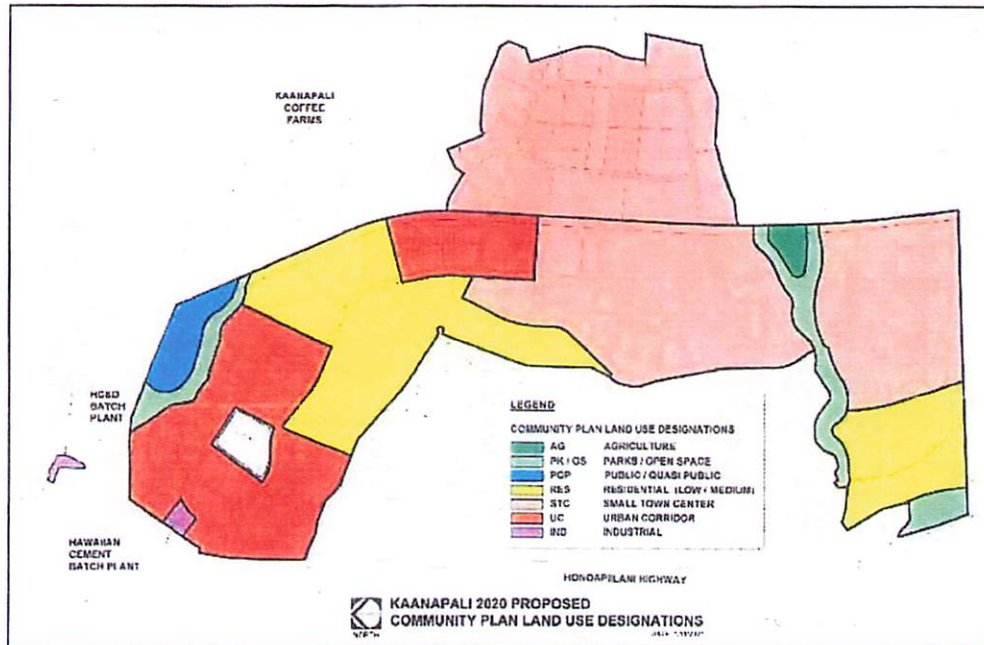 KAANAPALI
COFFEE
FARMS
HC&D
BATCH
PLANT
HAWAIIAN
CEMENT
BATCH PLANT
LEGEND
COMMUNITY PLAN LAND USE DESIGNATIONS
AG AGRICULTURE
PK / OS PARKS / OPEN SPACE
PQP PUBLIC / QUASI PUBLIC
RES RESIDENTIAL (LOW / MEDIUM)
STC SMALL TOWN CENTER
UC URBAN CORRIDOR
IND INDUSTRIAL
HONOAPIILANI HIGHWAY
KAANAPALI 2020 PROPOSED
COMMUNITY PLAN LAND USE DESIGNATIONS
NORTH